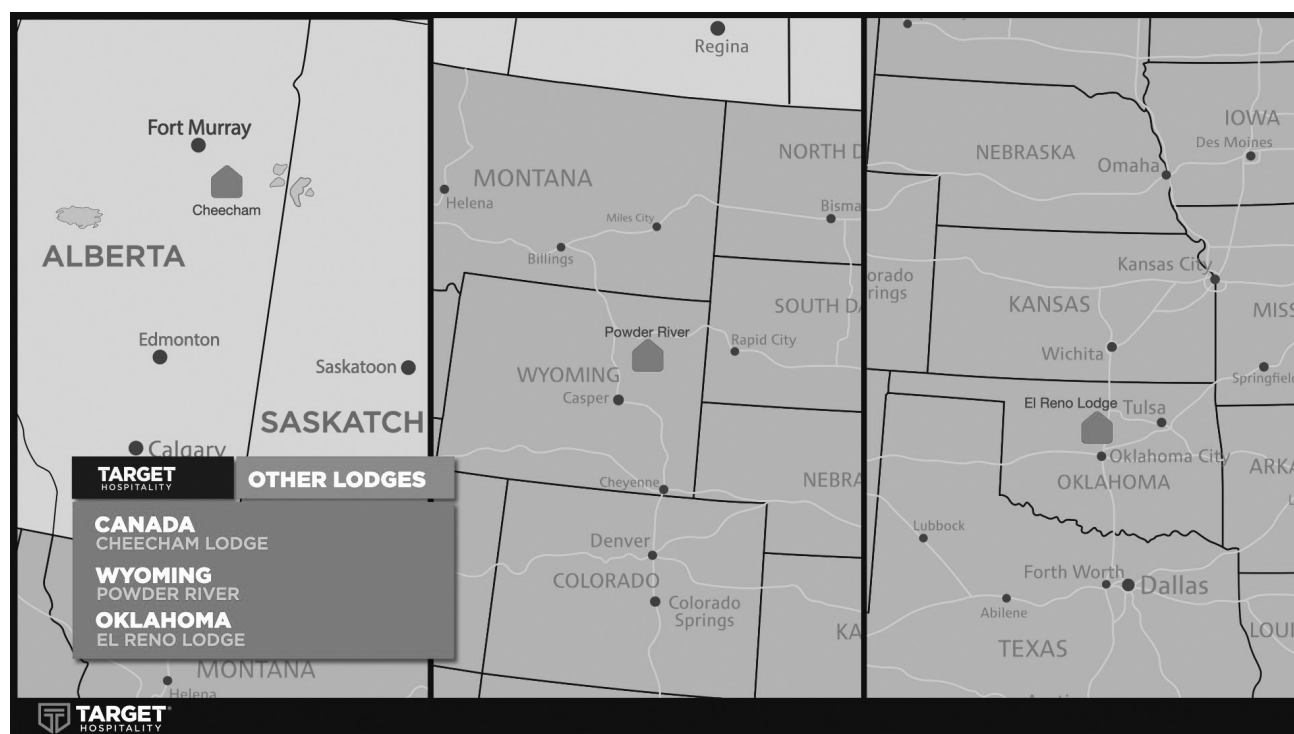 Fort Murray
Cheecham
ALBERTA
Edmonton
Saskatoon
SASKATCH
Calgary
TARGET
HOSPITALITY
OTHER LODGES
CANADA
CHEECHAM LODGE
WYOMING
POWDER RIVER
OKLAHOMA
EL RENO LODGE
MONTANA
Helena
Regina
NORTH D
MONTANA
Helena
Miles City
Bisma
Billings
SOUTH DA
Powder River
Rapid City
WYOMING
Casper
Cheyenne
NEBRA
Denver
COLORADO
Colorado
Springs
KA
IOWA
Des Moines
NEBRASKA
Omaha
Kansas City
orado
rings
KANSAS
MISS
Wichita
Springfield
El Reno Lodge
Tulsa
Oklahoma City
ARKA
OKLAHOMA
Lubbock
Forth Worth
Dallas
Abilene
TEXAS
LOUI
TARGET
HOSPITALITY